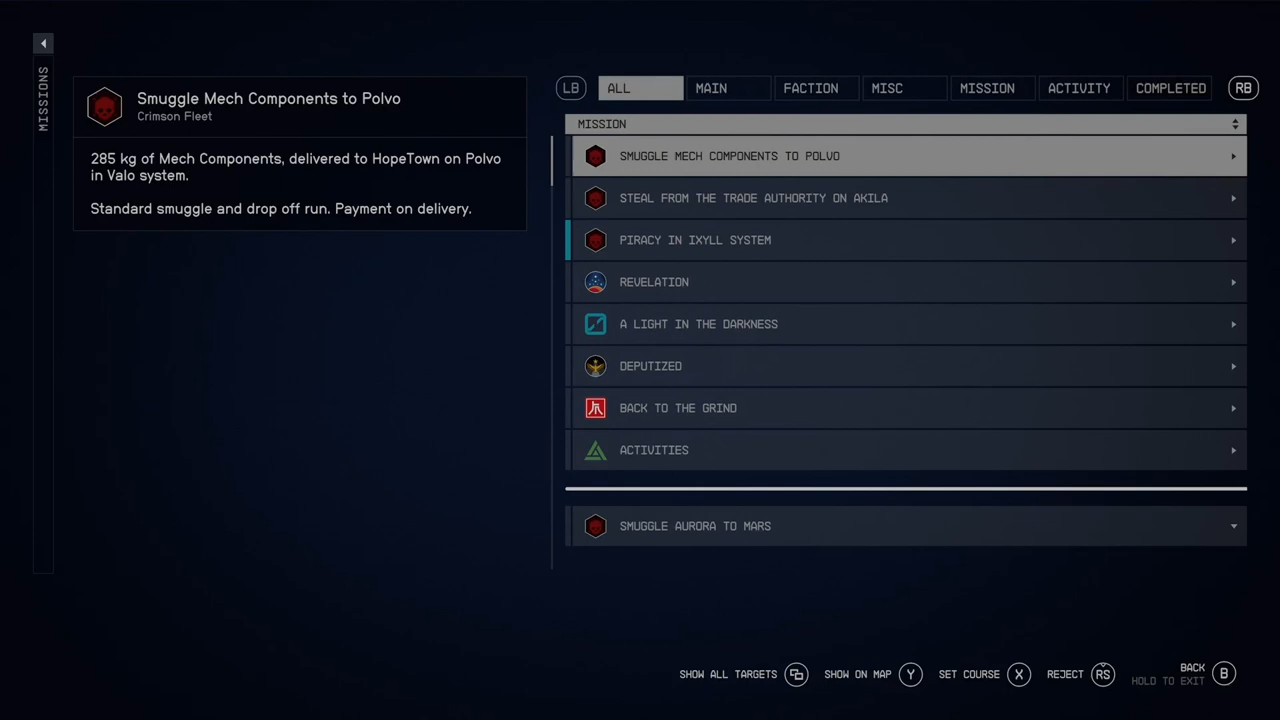 MISSIONS
Smuggle Mech Components to Polvo
Crimson Fleet
285 kg of Mech Components, delivered to HopeTown on Polvo
in Valo system.
Standard smuggle and drop off run. Payment on delivery.
LB ALL MAIN FACTION MISC MISSION ACTIVITY COMPLETED RB
MISSION
SMUGGLE MECH COMPONENTS TO POLVO
STEAL FROM THE TRADE AUTHORITY ON AKILA
PIRACY IN IXYLL SYSTEM
REVELATION
A LIGHT IN THE DARKNESS
DEPUTIZED
BACK TO THE GRIND
ACTIVITIES
SMUGGLE AURORA TO MARS
SHOW ALL TARGETS SHOW ON MAP Y SET COURSE X REJECT RS BACK B
HOLD TO EXIT